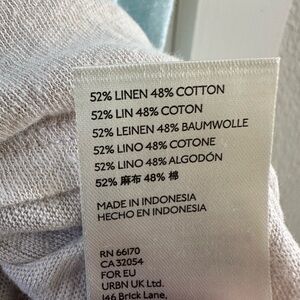 52% LINEN 48% COTTON
52% LIN 48% COTON
52% LEINEN 48% BAUMWOLLE
52% LINO 48% COTONE
52% LINO 48% ALGODÓN
52% 麻布 48% 棉
MADE IN INDONESIA
HECHO EN INDONESIA
RN 66170
CA 32054
FOR EU
URBN UK Ltd.
146 Brick Lane,